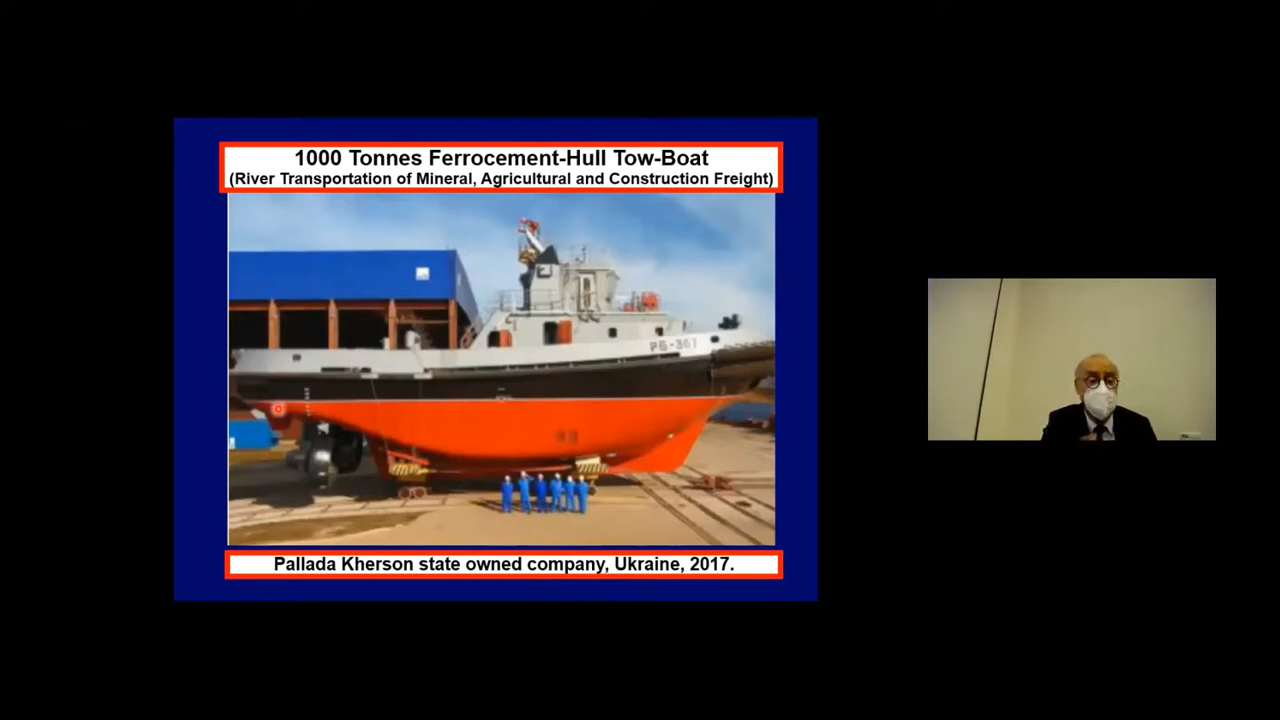 1000 Tonnes Ferrocement-Hull Tow-Boat
(River Transportation of Mineral, Agricultural and Construction Freight)
РБ-367
Pallada Kherson state owned company, Ukraine, 2017.